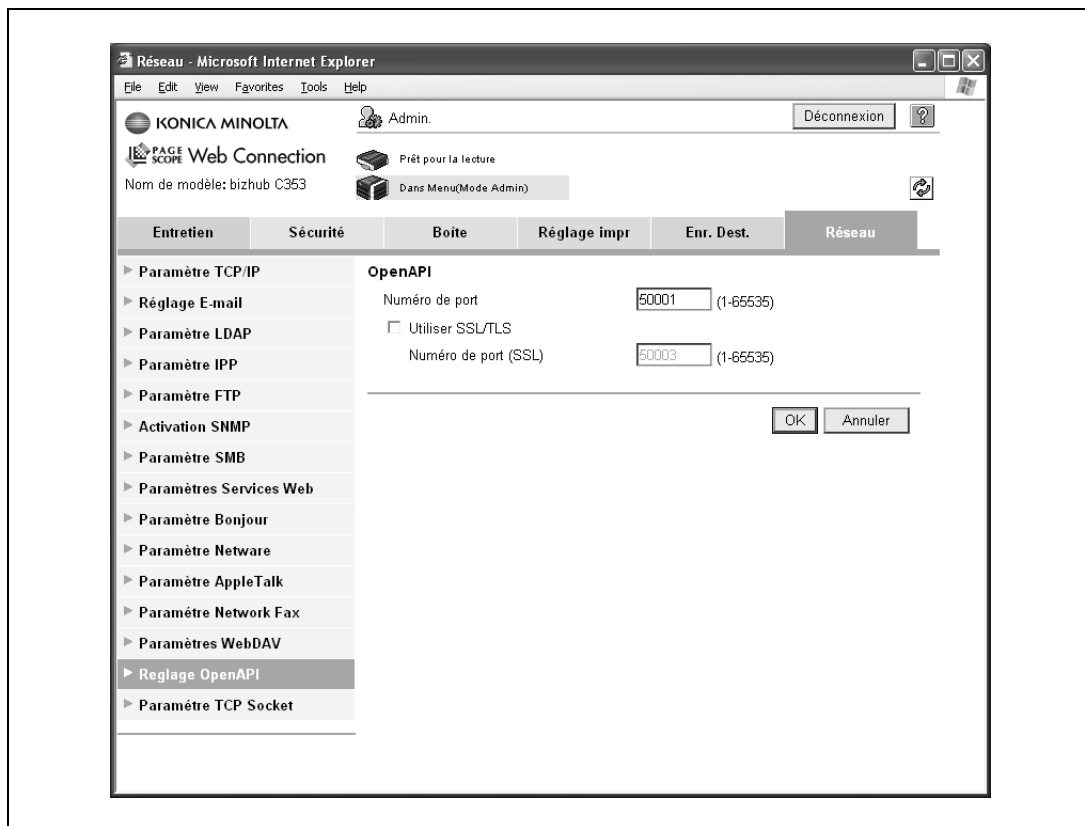 Réseau - Microsoft Internet Explorer
File Edit View Favorites Tools Help
KONICA MINOLTA
Admin.
Déconnexion
?
PAGE SCOPE Web Connection
Prêt pour la lecture
Nom de modèle: bizhub C353
Dans Menu(Mode Admin)
Entretien Sécurité Boîte Réglage impr Enr. Dest. Réseau
Paramètre TCP/IP
Réglage E-mail
Paramètre LDAP
Paramètre IPP
Paramètre FTP
Activation SNMP
Paramètre SMB
Paramètres Services Web
Paramètre Bonjour
Paramètre Netware
Paramètre AppleTalk
Paramétre Network Fax
Paramètres WebDAV
Reglage OpenAPI
Paramétre TCP Socket
OpenAPI
Numéro de port 50001 (1-65535)
Utiliser SSL/TLS
Numéro de port (SSL) 50003 (1-65535)
OK Annuler